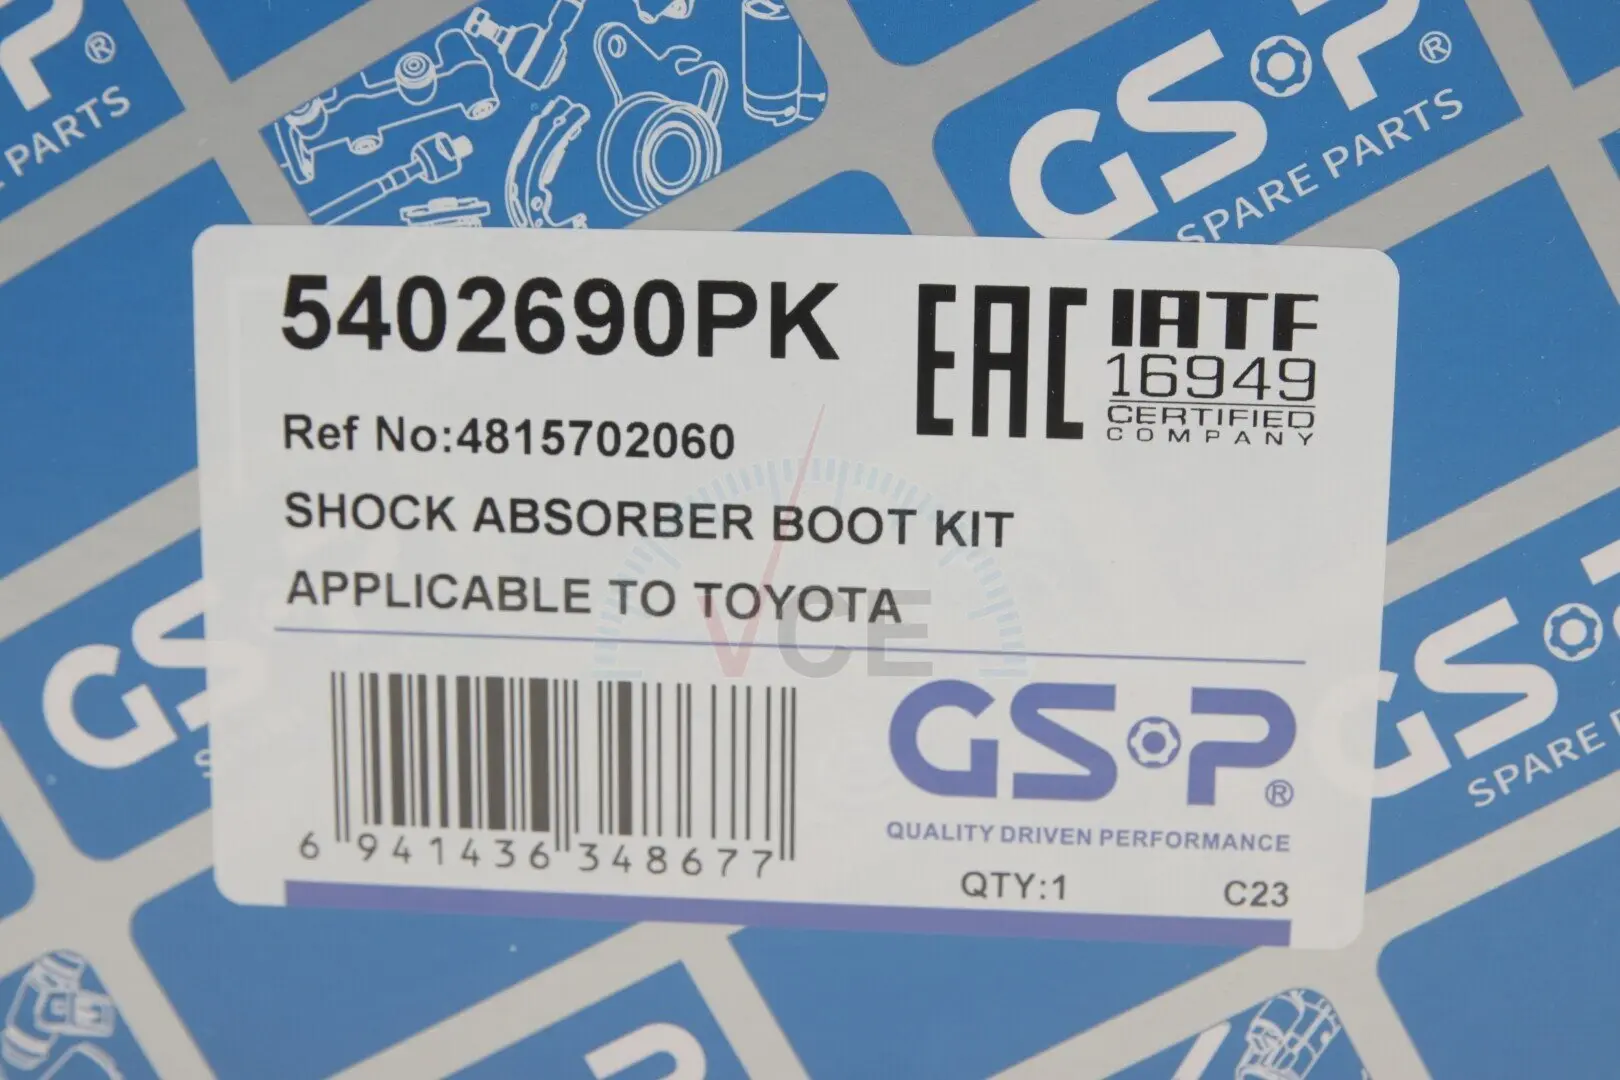 ® GS P ®
PARTS SPARE PARTS
5402690PK EAC IATF
16949
CERTIFIED
COMPANY
Ref No:4815702060
SHOCK ABSORBER BOOT KIT
APPLICABLE TO TOYOTA
VCE
GSP®
QUALITY DRIVEN PERFORMANCE
6 941436 348677
QTY:1 C23
GS
GS
SPARE